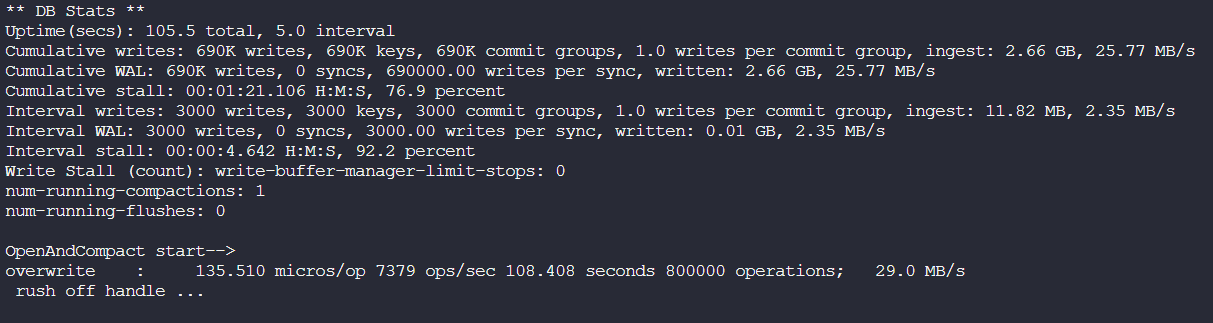 ** DB Stats **
Uptime(secs): 105.5 total, 5.0 interval
Cumulative writes: 690K writes, 690K keys, 690K commit groups, 1.0 writes per commit group, ingest: 2.66 GB, 25.77 MB/s
Cumulative WAL: 690K writes, 0 syncs, 690000.00 writes per sync, written: 2.66 GB, 25.77 MB/s
Cumulative stall: 00:01:21.106 H:M:S, 76.9 percent
Interval writes: 3000 writes, 3000 keys, 3000 commit groups, 1.0 writes per commit group, ingest: 11.82 MB, 2.35 MB/s
Interval WAL: 3000 writes, 0 syncs, 3000.00 writes per sync, written: 0.01 GB, 2.35 MB/s
Interval stall: 00:00:4.642 H:M:S, 92.2 percent
Write Stall (count): write-buffer-manager-limit-stops: 0
num-running-compactions: 1
num-running-flushes: 0
OpenAndCompact start-->
overwrite    :     135.510 micros/op 7379 ops/sec 108.408 seconds 800000 operations;   29.0 MB/s
rush off handle ...